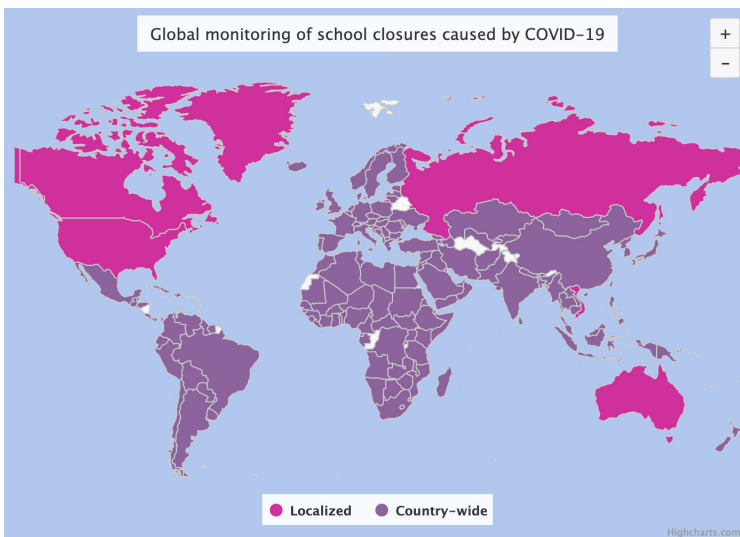 Global monitoring of school closures caused by COVID-19
+
-
Localized
Country-wide
Highcharts.com